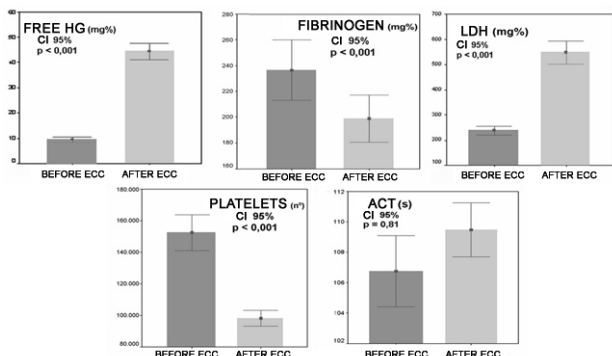 FREE HG (mg%)
CI 95%
p < 0,001
60
50
40
30
20
10
0
BEFORE ECC AFTER ECC
FIBRINOGEN (mg%)
CI 95%
p <0,001
280
260
240
220
200
180
160
BEFORE ECC AFTER ECC
LDH (mg%)
CI 95%
p <0,001
700
600
500
400
300
200
100
BEFORE ECC AFTER ECC
PLATELETS (nº)
CI 95%
p < 0,001
180.000
160.000
140.000
120.000
100.000
80.000
BEFORE ECC AFTER ECC
ACT (s)
CI 95%
p = 0,81
112
110
108
106
104
102
BEFORE ECC AFTER ECC